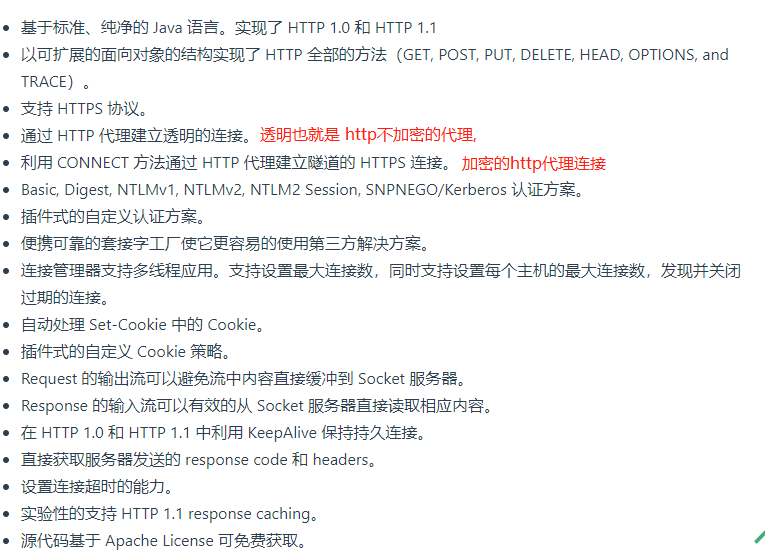 基于标准、纯净的 Java 语言。实现了 HTTP 1.0 和 HTTP 1.1
以可扩展的面向对象的结构实现了 HTTP 全部的方法（GET, POST, PUT, DELETE, HEAD, OPTIONS, and
TRACE）。
支持 HTTPS 协议。
通过 HTTP 代理建立透明的连接。透明也就是 http不加密的代理,
利用 CONNECT 方法通过 HTTP 代理建立隧道的 HTTPS 连接。 加密的http代理连接
Basic, Digest, NTLMv1, NTLMv2, NTLM2 Session, SNPNEGO/Kerberos 认证方案。
插件式的自定义认证方案。
便携可靠的套接字工厂使它更容易的使用第三方解决方案。
连接管理器支持多线程应用。支持设置最大连接数，同时支持设置每个主机的最大连接数，发现并关闭
过期的连接。
自动处理 Set-Cookie 中的 Cookie。
插件式的自定义 Cookie 策略。
Request 的输出流可以避免流中内容直接缓冲到 Socket 服务器。
Response 的输入流可以有效的从 Socket 服务器直接读取相应内容。
在 HTTP 1.0 和 HTTP 1.1 中利用 KeepAlive 保持持久连接。
直接获取服务器发送的 response code 和 headers。
设置连接超时的能力。
实验性的支持 HTTP 1.1 response caching。
源代码基于 Apache License 可免费获取。